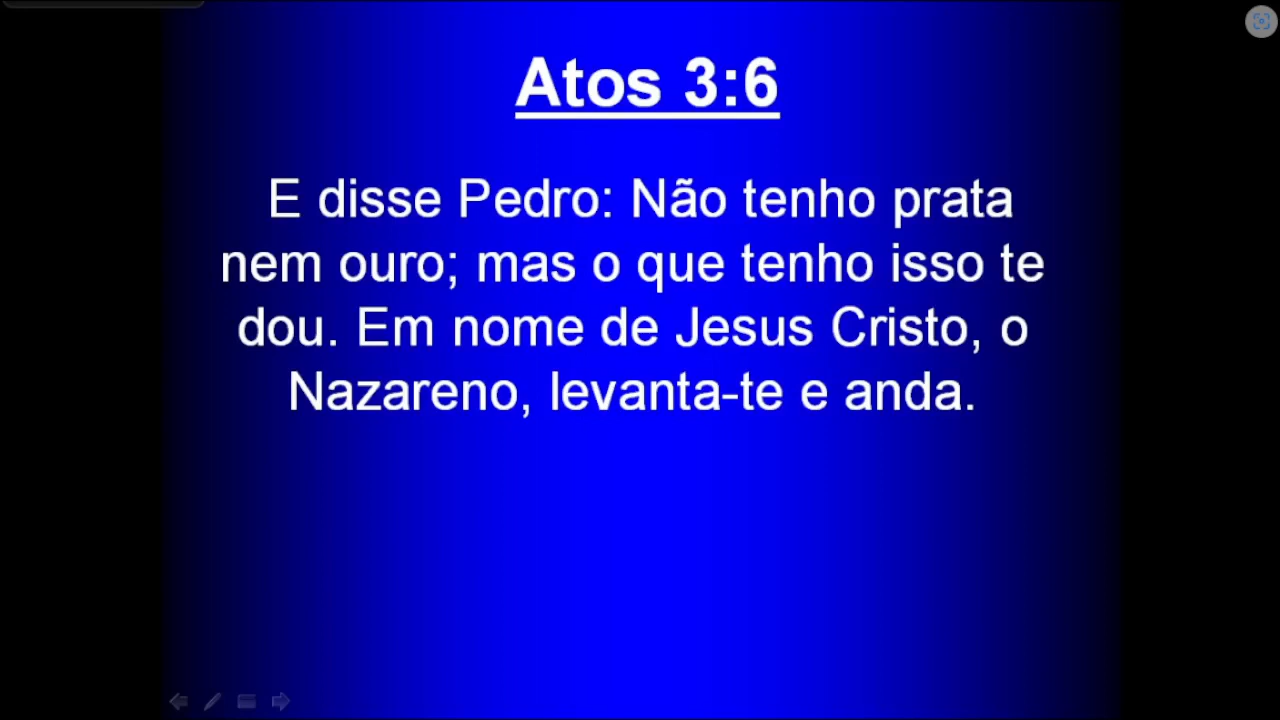 Atos 3:6
E disse Pedro: Não tenho prata
nem ouro; mas o que tenho isso te
dou. Em nome de Jesus Cristo, o
Nazareno, levanta-te e anda.